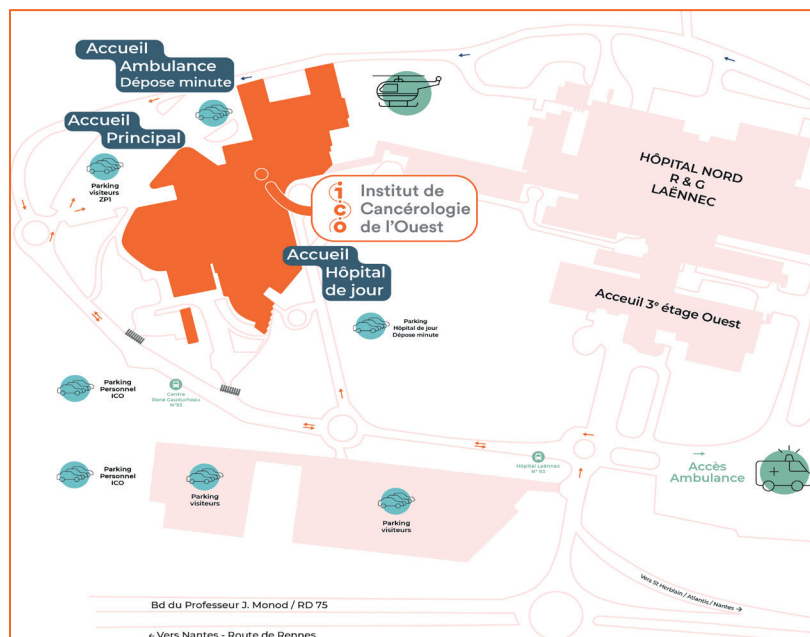 Accueil
Ambulance
Dépose minute
Accueil
Principal
Parking
visiteurs
ZP1
ico
Institut de
Cancérologie
de l'Ouest
HÔPITAL NORD
R & G
LAËNNEC
Accueil
Hôpital
de jour
Acceuil 3e étage Ouest
Parking
Hôpital de jour
Dépose minute
Parking
Personnel
ICO
Centre
René Gauducheau
N°93
Hôpital Laënnec
N° 93
Accès
Ambulance
Parking
Personnel
ICO
Parking
visiteurs
Parking
visiteurs
Vers St Herblain / Atlantis / Nantes →
Bd du Professeur J. Monod / RD 75
← Vers Nantes - Route de Rennes